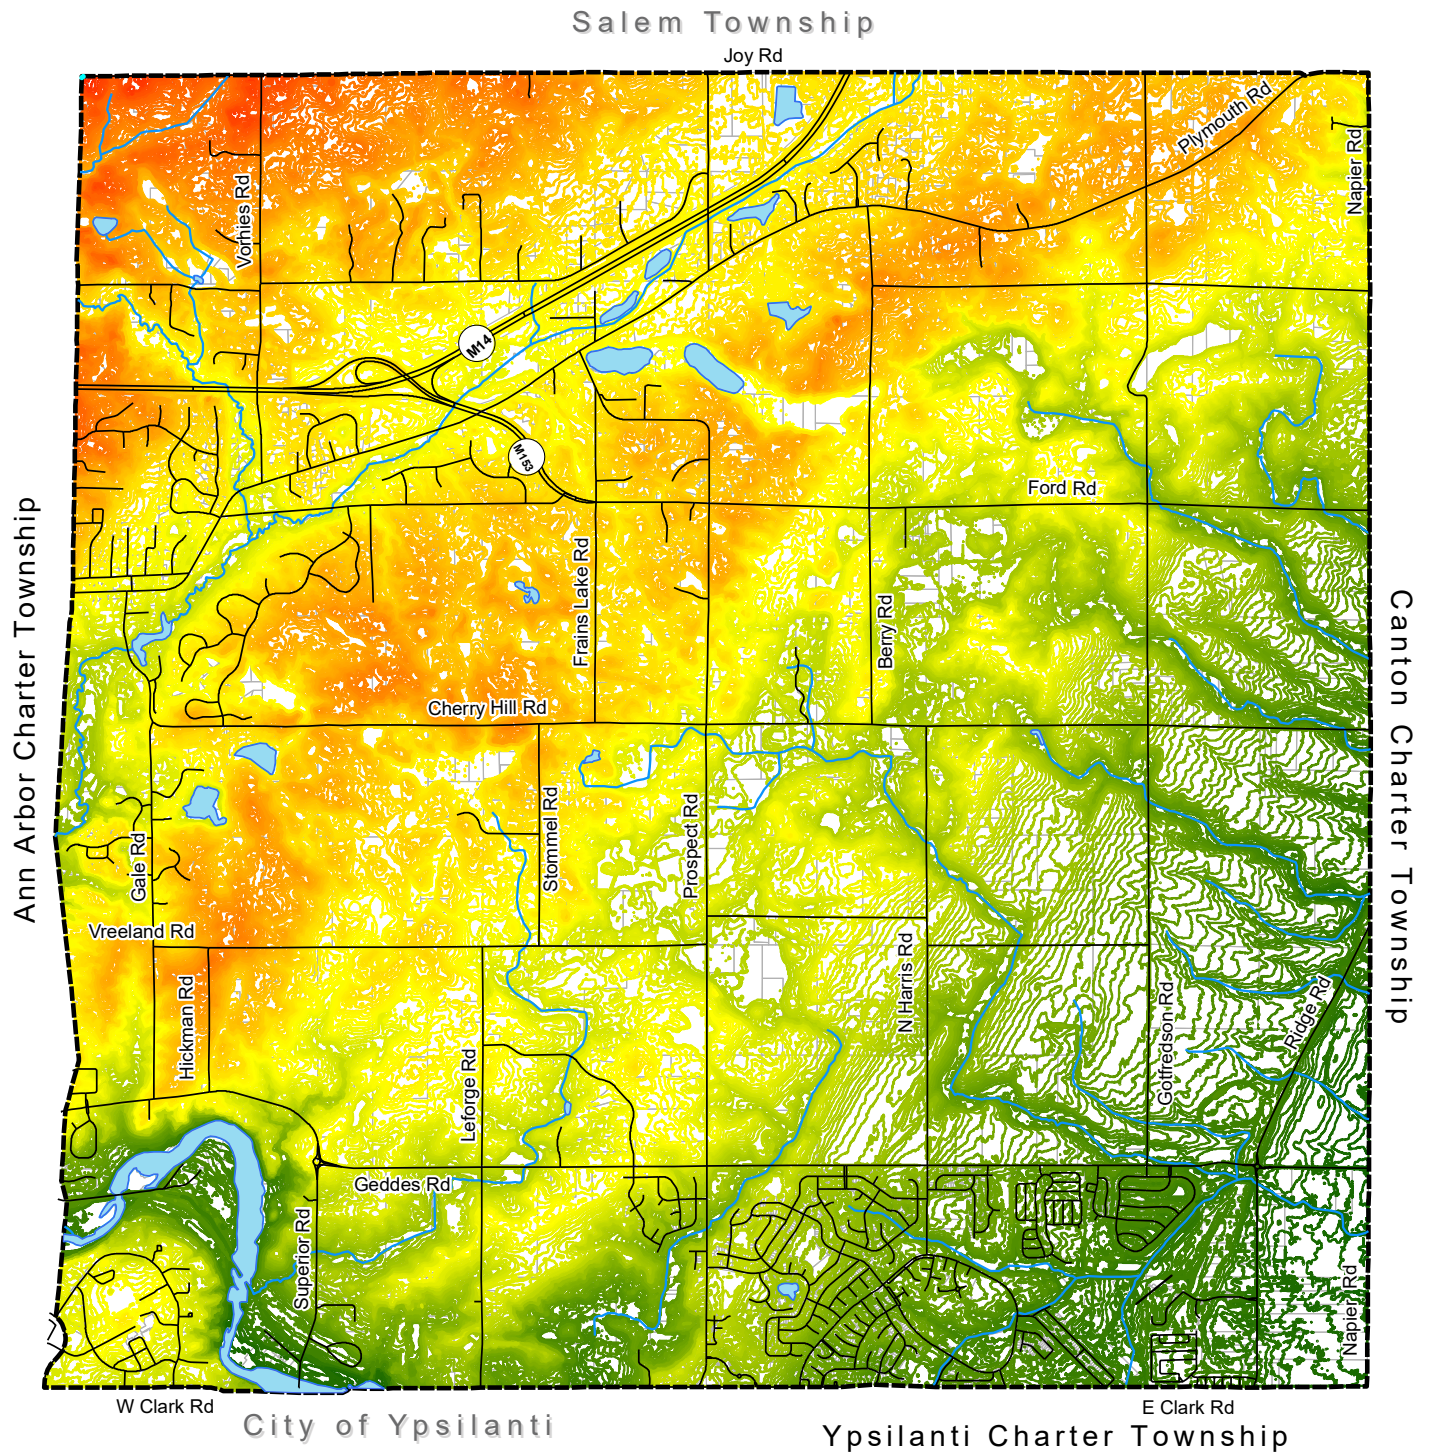 Salem Township
Joy Rd
Plymouth Rd
Napier Rd
Vorhies Rd
M14
M153
Ford Rd
Ann Arbor Charter Township
Frains Lake Rd
Berry Rd
Canton Charter Township
Cherry Hill Rd
Stommel Rd
Prospect Rd
Gale Rd
Vreeland Rd
N Harris Rd
Hickman Rd
Gotfredson Rd
Ridge Rd
Leforge Rd
Geddes Rd
Superior Rd
Napier Rd
W Clark Rd
E Clark Rd
City of Ypsilanti
Ypsilanti Charter Township